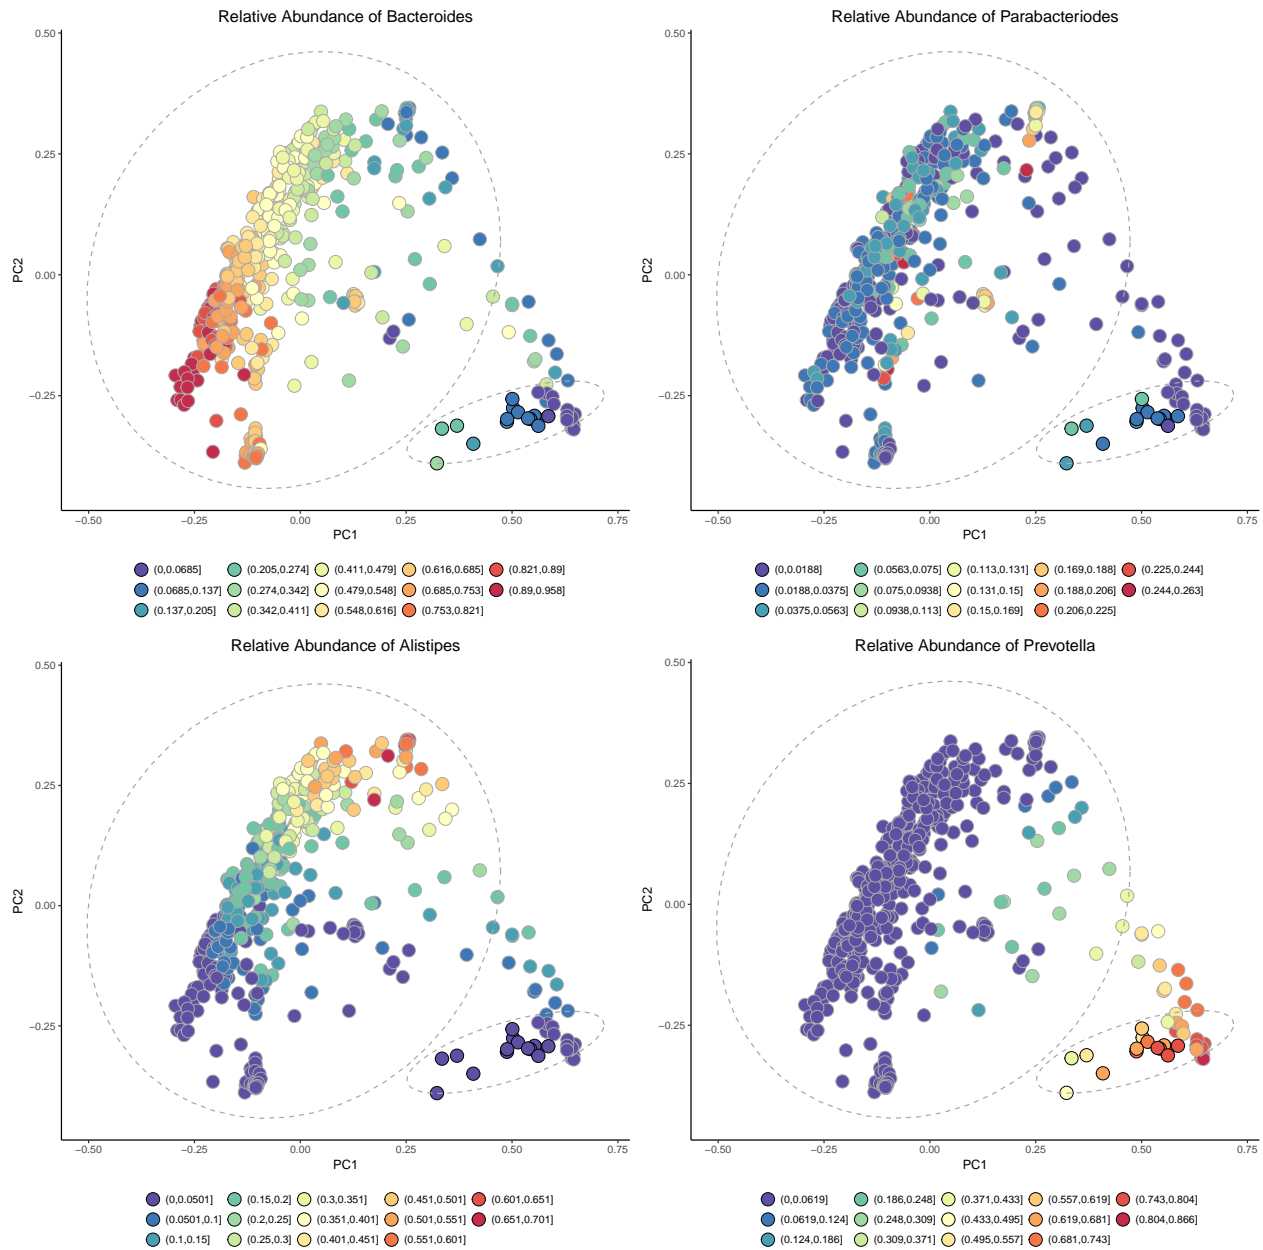 Relative Abundance of Bacteroides
0.50
0.25
0.00
−0.25
PC2
−0.50 −0.25 0.00 0.25 0.50 0.75
PC1
(0,0.0685] (0.205,0.274] (0.411,0.479] (0.616,0.685] (0.821,0.89]
(0.0685,0.137] (0.274,0.342] (0.479,0.548] (0.685,0.753] (0.89,0.958]
(0.137,0.205] (0.342,0.411] (0.548,0.616] (0.753,0.821]
Relative Abundance of Parabacteriodes
0.50
0.25
0.00
−0.25
PC2
−0.50 −0.25 0.00 0.25 0.50 0.75
PC1
(0,0.0188] (0.0563,0.075] (0.113,0.131] (0.169,0.188] (0.225,0.244]
(0.0188,0.0375] (0.075,0.0938] (0.131,0.15] (0.188,0.206] (0.244,0.263]
(0.0375,0.0563] (0.0938,0.113] (0.15,0.169] (0.206,0.225]
Relative Abundance of Alistipes
0.50
0.25
0.00
−0.25
PC2
−0.50 −0.25 0.00 0.25 0.50 0.75
PC1
(0,0.0501] (0.15,0.2] (0.3,0.351] (0.451,0.501] (0.601,0.651]
(0.0501,0.1] (0.2,0.25] (0.351,0.401] (0.501,0.551] (0.651,0.701]
(0.1,0.15] (0.25,0.3] (0.401,0.451] (0.551,0.601]
Relative Abundance of Prevotella
0.50
0.25
0.00
−0.25
PC2
−0.50 −0.25 0.00 0.25 0.50 0.75
PC1
(0,0.0619] (0.186,0.248] (0.371,0.433] (0.557,0.619] (0.743,0.804]
(0.0619,0.124] (0.248,0.309] (0.433,0.495] (0.619,0.681] (0.804,0.866]
(0.124,0.186] (0.309,0.371] (0.495,0.557] (0.681,0.743]